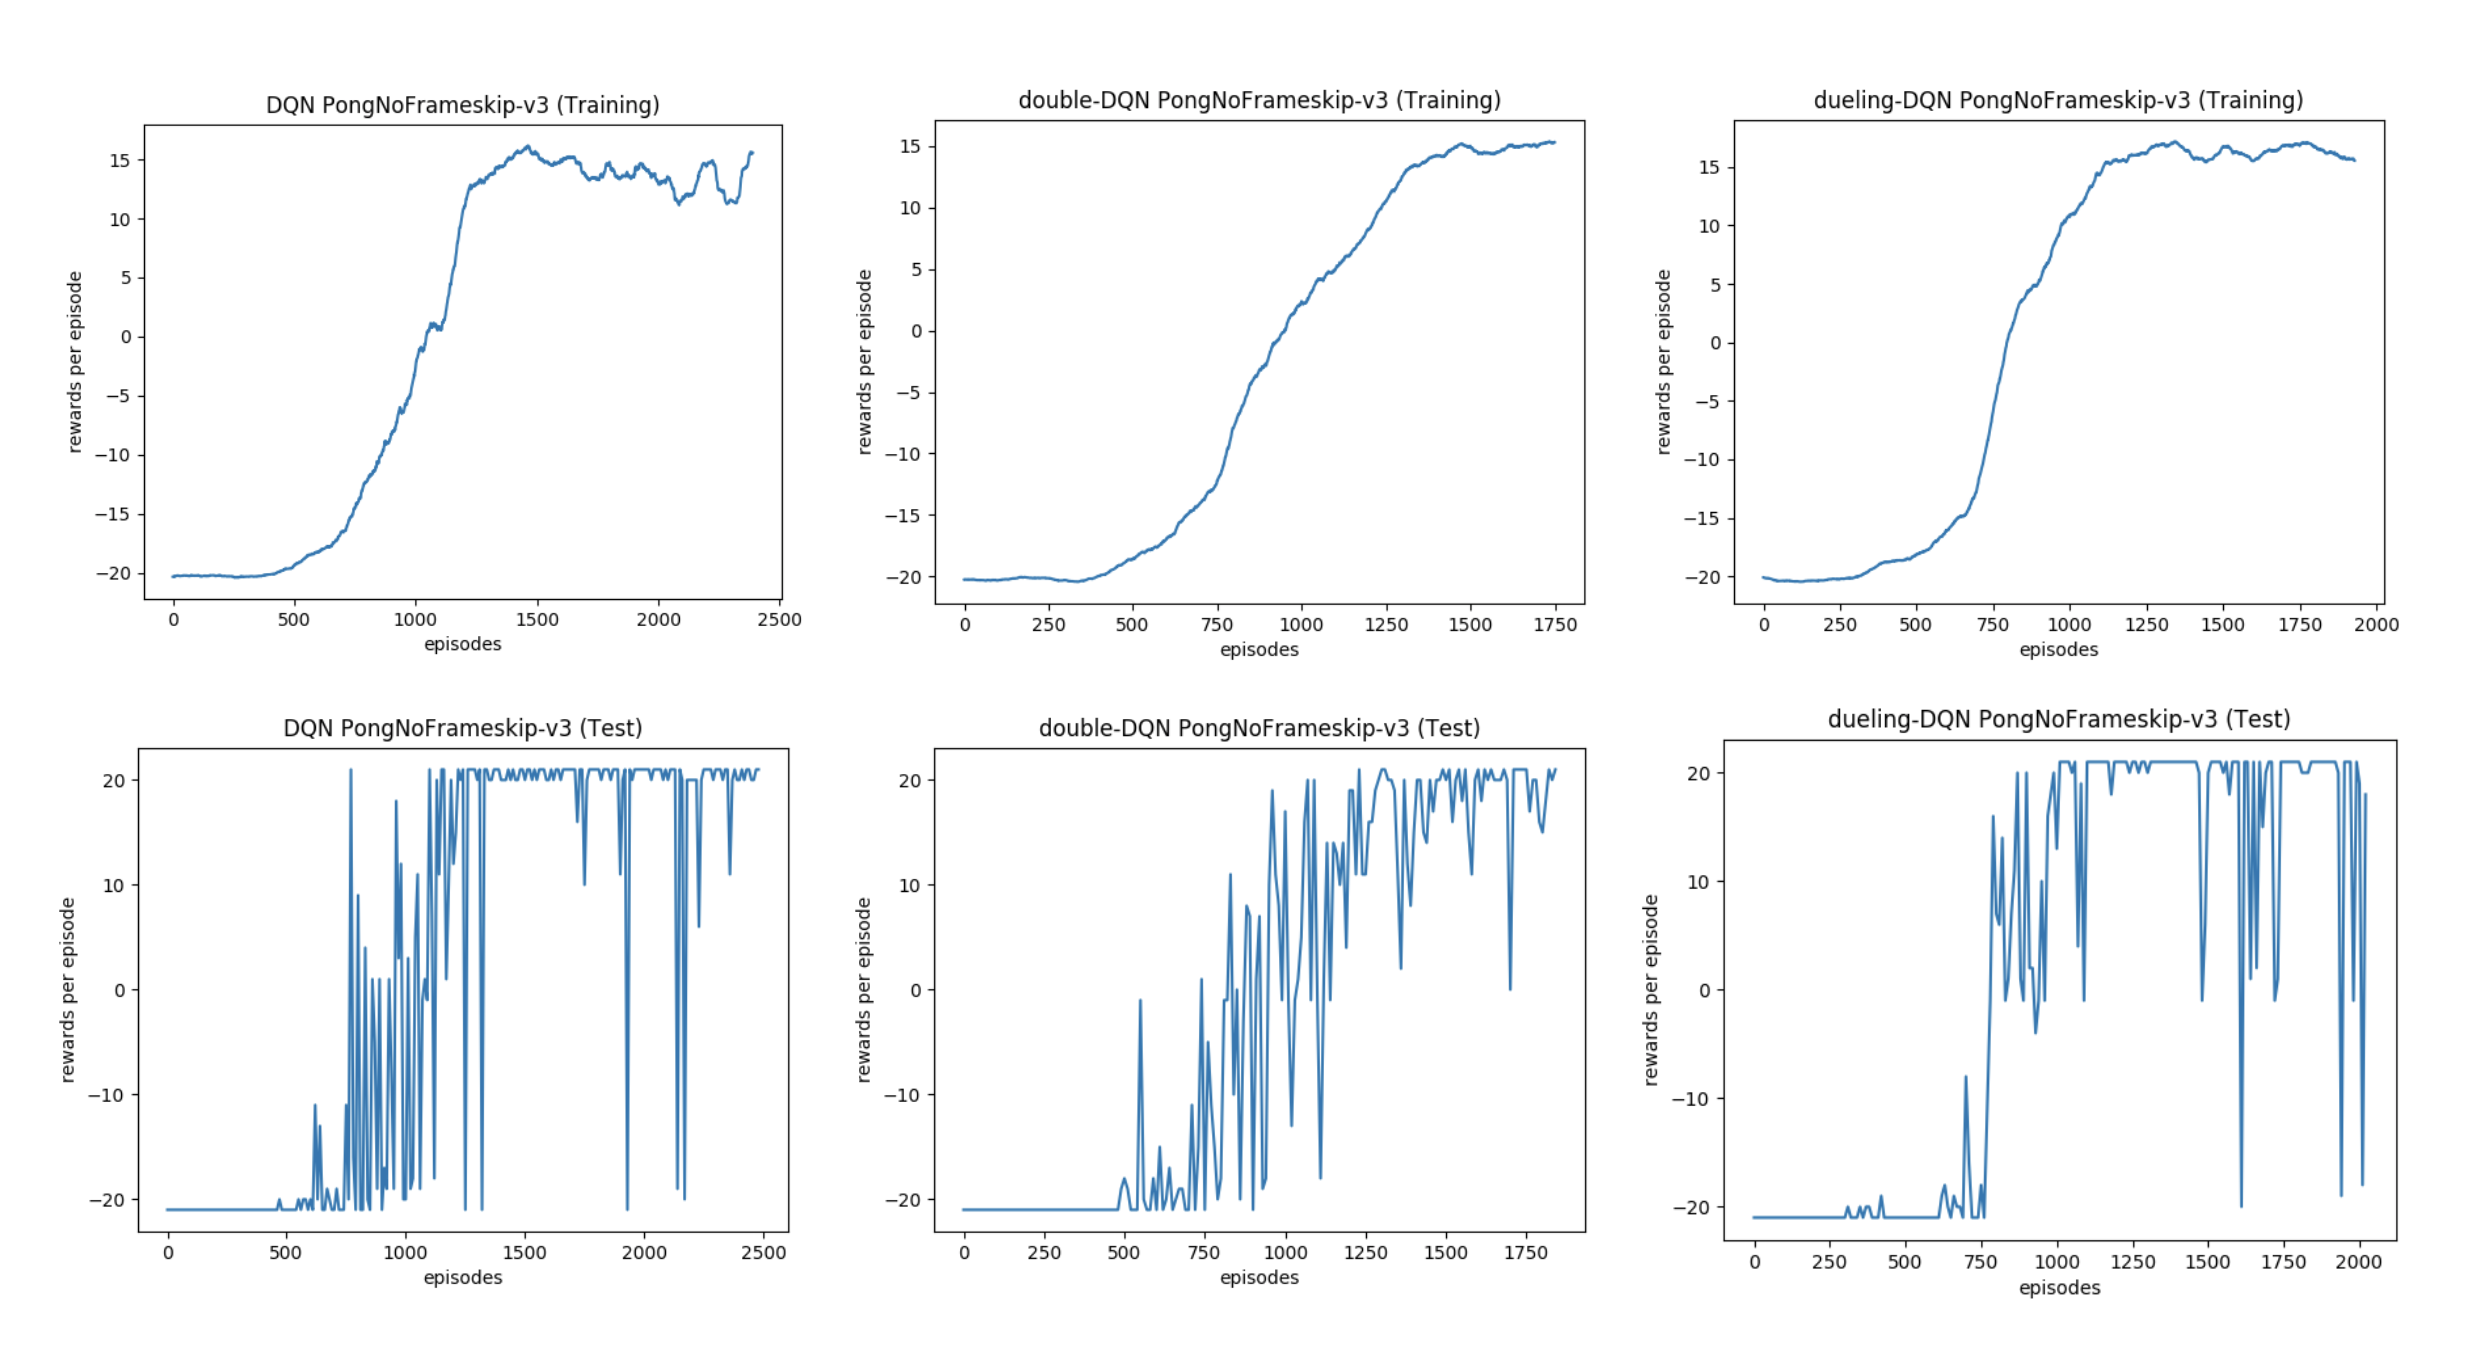 DQN PongNoFrameskip-v3 (Training)
15
10
5
0
−5
−10
−15
−20
rewards per episode
0 500 1000 1500 2000 2500
episodes
double-DQN PongNoFrameskip-v3 (Training)
15
10
5
0
−5
−10
−15
−20
rewards per episode
0 250 500 750 1000 1250 1500 1750
episodes
dueling-DQN PongNoFrameskip-v3 (Training)
15
10
5
0
−5
−10
−15
−20
rewards per episode
0 250 500 750 1000 1250 1500 1750 2000
episodes
DQN PongNoFrameskip-v3 (Test)
20
10
0
−10
−20
rewards per episode
0 500 1000 1500 2000 2500
episodes
double-DQN PongNoFrameskip-v3 (Test)
20
10
0
−10
−20
rewards per episode
0 250 500 750 1000 1250 1500 1750
episodes
dueling-DQN PongNoFrameskip-v3 (Test)
20
10
0
−10
−20
rewards per episode
0 250 500 750 1000 1250 1500 1750 2000
episodes